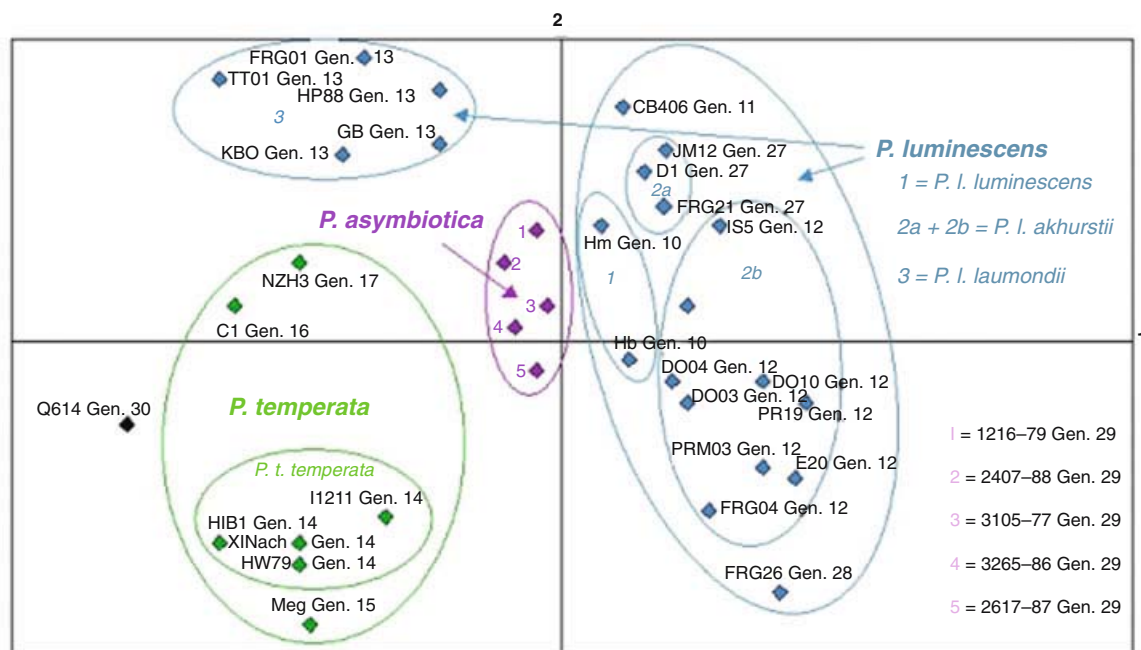 2
FRG01 Gen. 13
TT01 Gen. 13
HP88 Gen. 13
3
GB Gen. 13
KBO Gen. 13
CB406 Gen. 11
JM12 Gen. 27
D1 Gen. 27
2a
FRG21 Gen. 27
IS5 Gen. 12
Hm Gen. 10
1
2b
P. luminescens
1 = P. l. luminescens
2a + 2b = P. l. akhurstii
3 = P. l. laumondii
P. asymbiotica
1
2
3
4
5
NZH3 Gen. 17
C1 Gen. 16
Hb Gen. 10
DO04 Gen. 12
DO10 Gen. 12
DO03 Gen. 12
PR19 Gen. 12
Q614 Gen. 30
P. temperata
P. t. temperata
I1211 Gen. 14
HIB1 Gen. 14
XINach Gen. 14
HW79 Gen. 14
Meg Gen. 15
PRM03 Gen. 12
E20 Gen. 12
FRG04 Gen. 12
FRG26 Gen. 28
I = 1216–79 Gen. 29
2 = 2407–88 Gen. 29
3 = 3105–77 Gen. 29
4 = 3265–86 Gen. 29
5 = 2617–87 Gen. 29